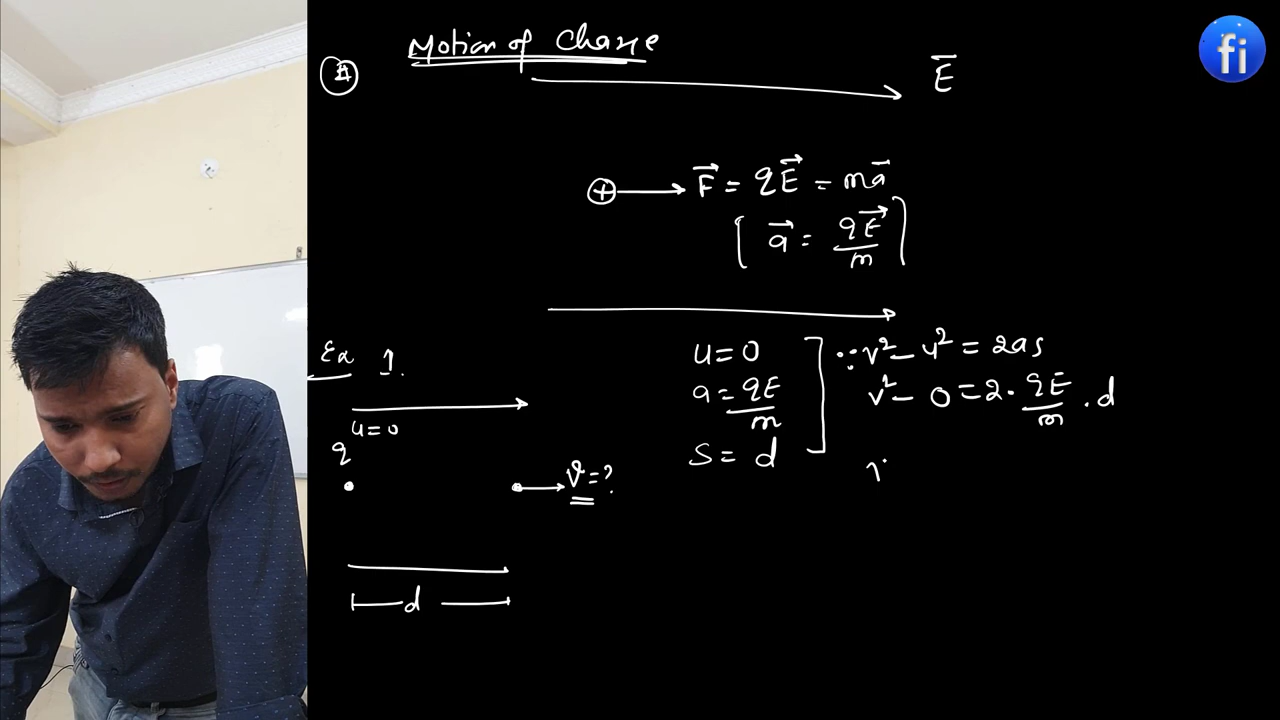 Motion of Charge
E⃗
F⃗ = qE⃗ = ma⃗
[ a⃗ = qE⃗/m ]
Ex 1.
u=0
q
v=?
d
u=0
a=qE/m
S= d
∵ v²- u² = 2as
v²- 0 =2. qE/m . d
fi